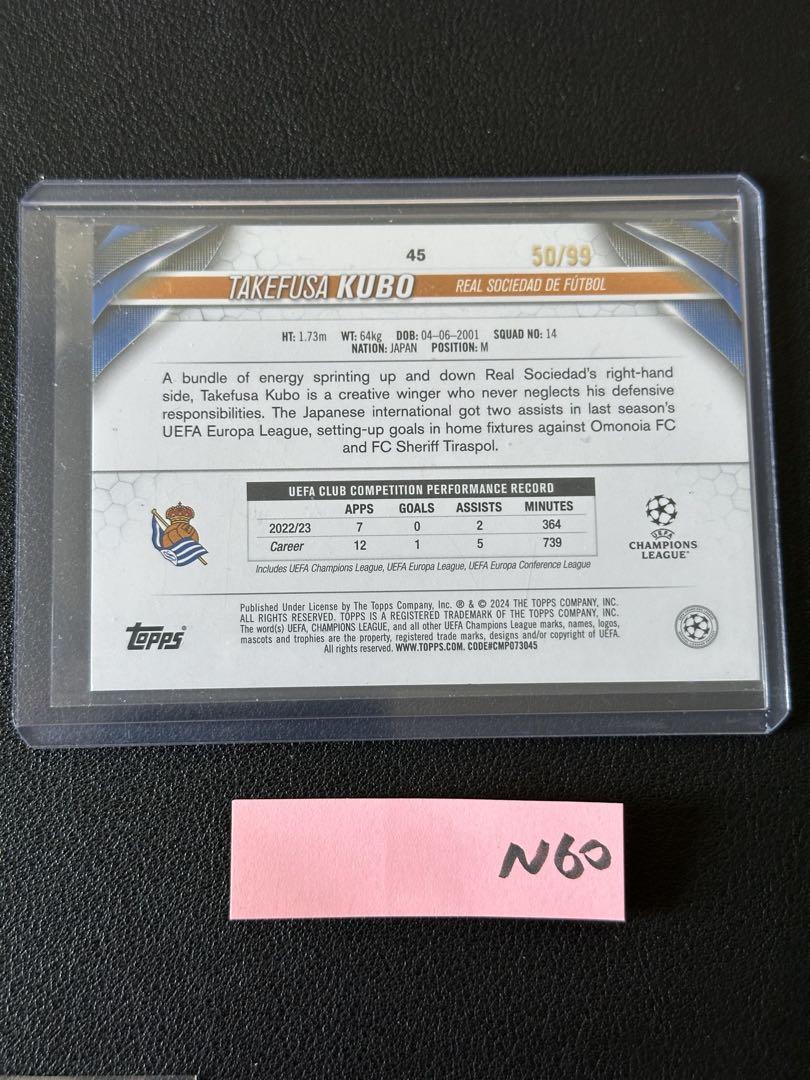 45
50/99
TAKEFUSA KUBO REAL SOCIEDAD DE FÚTBOL
HT: 1.73m WT: 64kg DOB: 04-06-2001 SQUAD NO: 14
NATION: JAPAN POSITION: M
A bundle of energy sprinting up and down Real Sociedad's right-hand
side, Takefusa Kubo is a creative winger who never neglects his defensive
responsibilities. The Japanese international got two assists in last season's
UEFA Europa League, setting-up goals in home fixtures against Omonoia FC
and FC Sheriff Tiraspol.
UEFA CLUB COMPETITION PERFORMANCE RECORD
APPS GOALS ASSISTS MINUTES
2022/23 7 0 2 364
Career 12 1 5 739
Includes UEFA Champions League, UEFA Europa League, UEFA Europa Conference League
UEFA
CHAMPIONS
LEAGUE®
Published Under License by The Topps Company, Inc. ® & © 2024 THE TOPPS COMPANY, INC.
ALL RIGHTS RESERVED. TOPPS IS A REGISTERED TRADEMARK OF THE TOPPS COMPANY, INC.
The word(s) UEFA, CHAMPIONS LEAGUE, and all other UEFA Champions League marks, names, logos,
mascots and trophies are the property, registered trade marks, designs and/or copyright of UEFA.
All rights reserved. WWW.TOPPS.COM. CODE#CMP073045
topps®
N60